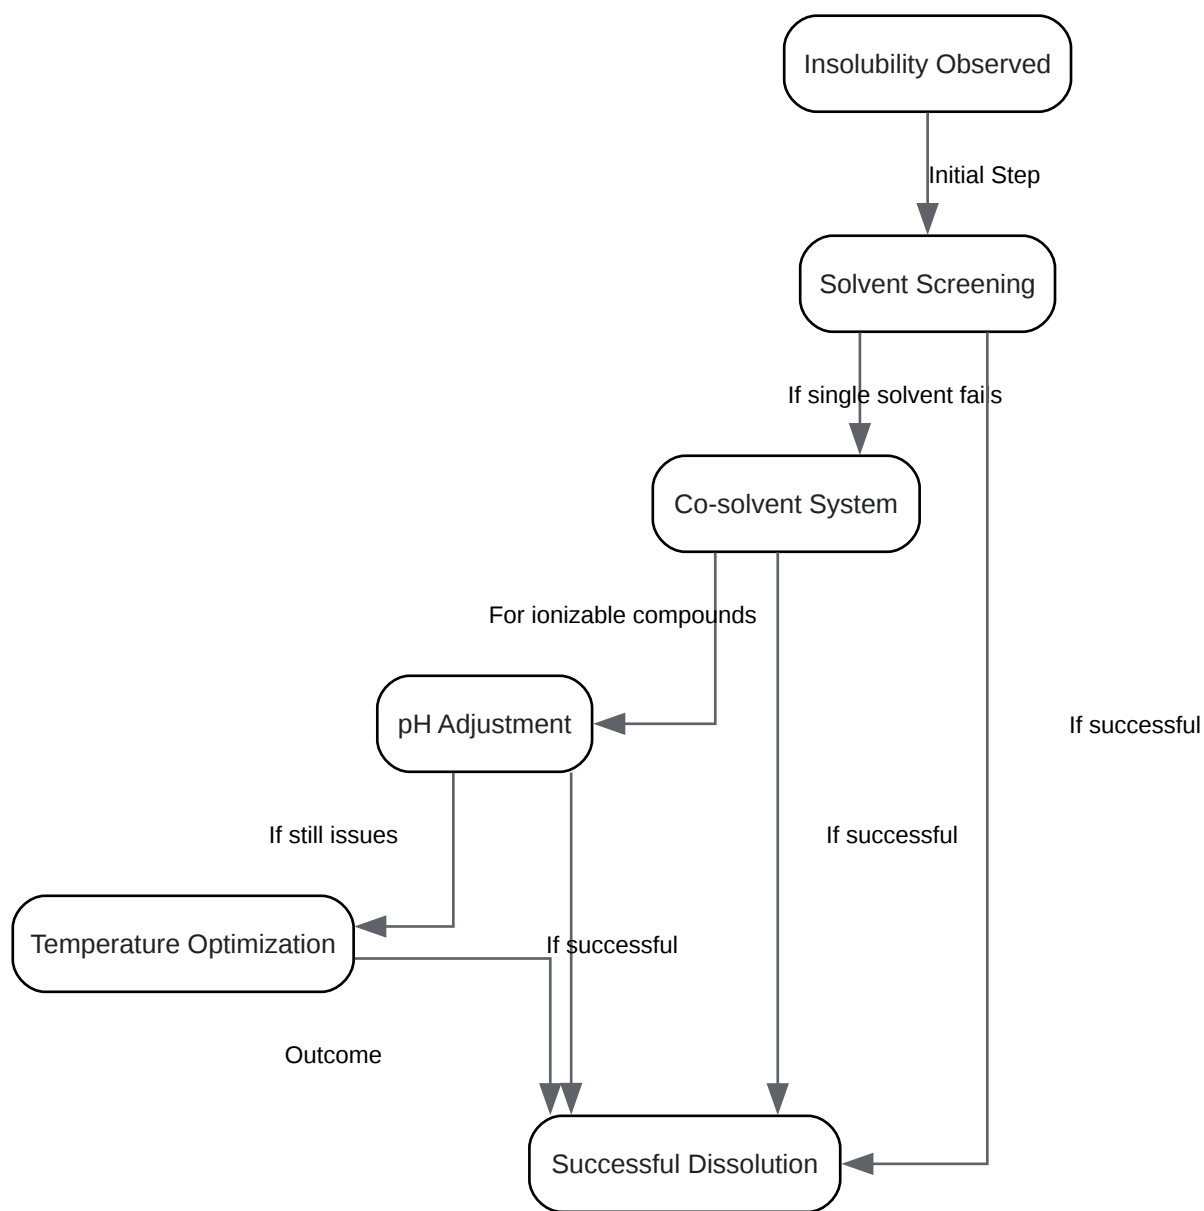 Insolubility Observed
Initial Step
Solvent Screening
If single solvent fails
Co-solvent System
For ionizable compounds
pH Adjustment
If successful
If still issues
If successful
Temperature Optimization
If successful
Outcome
Successful Dissolution